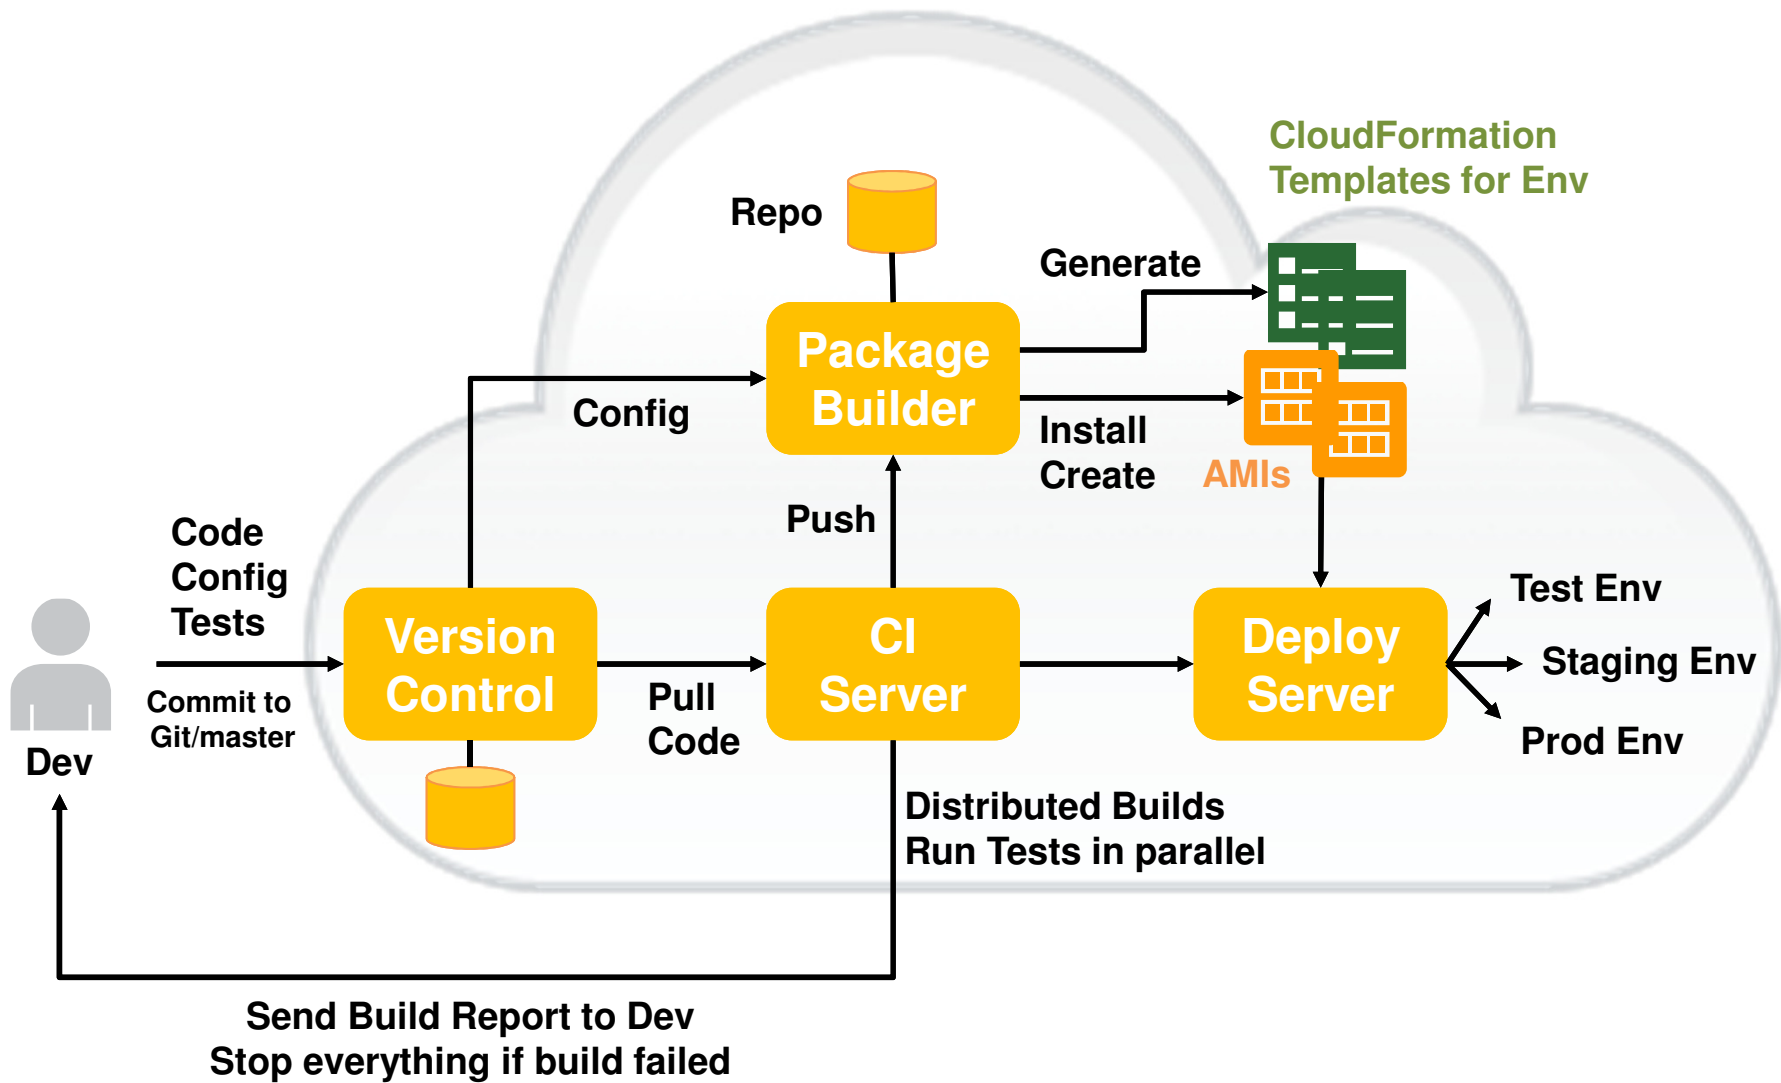 CloudFormation
Templates for Env
Repo
Generate
Package
Builder
Config
Install
Create
AMIs
Push
Code
Config
Tests
Commit to
Git/master
Dev
Version
Control
Pull
Code
CI
Server
Deploy
Server
Test Env
Staging Env
Prod Env
Distributed Builds
Run Tests in parallel
Send Build Report to Dev
Stop everything if build failed